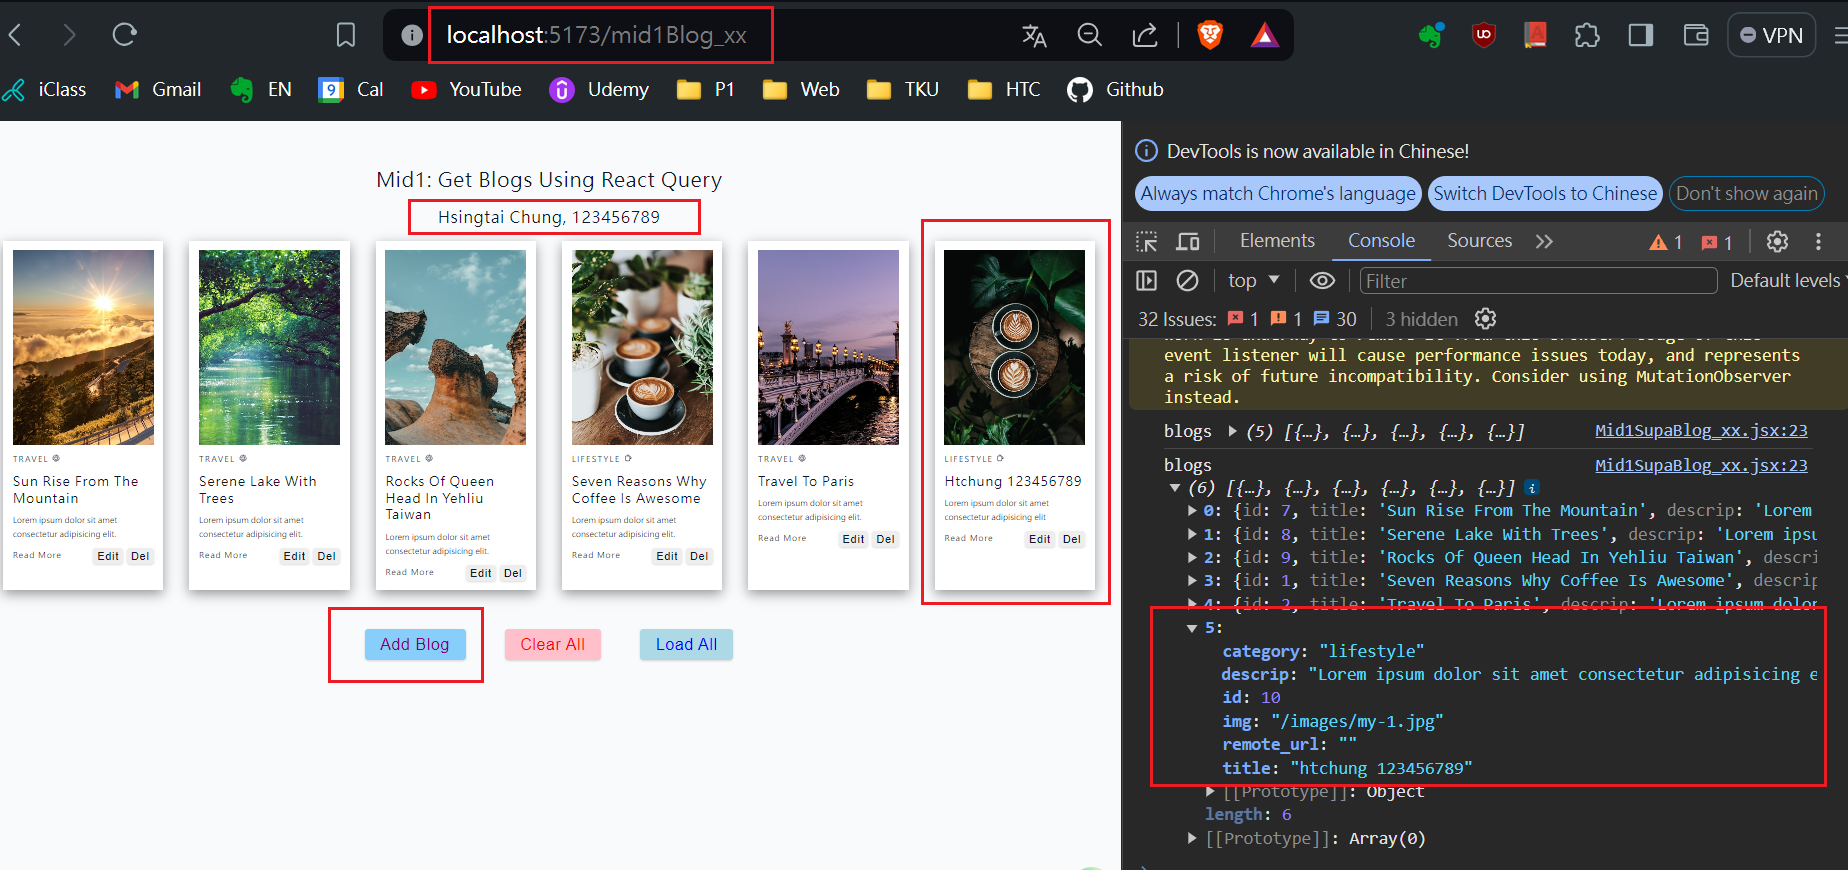 localhost:5173/mid1Blog_xx
VPN
iClass
Gmail
EN
9
Cal
YouTube
Udemy
P1
Web
TKU
HTC
Github
Mid1: Get Blogs Using React Query
Hsingtai Chung, 123456789
TRAVEL
Sun Rise From The
Mountain
Lorem ipsum dolor sit amet
consectetur adipisicing elit.
Read More
Edit
Del
TRAVEL
Serene Lake With
Trees
Lorem ipsum dolor sit amet
consectetur adipisicing elit.
Read More
Edit
Del
TRAVEL
Rocks Of Queen
Head In Yehliu
Taiwan
Lorem ipsum dolor sit amet
consectetur adipisicing elit.
Read More
Edit
Del
LIFESTYLE
Seven Reasons Why
Coffee Is Awesome
Lorem ipsum dolor sit amet
consectetur adipisicing elit.
Read More
Edit
Del
TRAVEL
Travel To Paris
Lorem ipsum dolor sit amet
consectetur adipisicing elit.
Read More
Edit
Del
LIFESTYLE
Htchung 123456789
Lorem ipsum dolor sit amet
consectetur adipisicing elit
Read More
Edit
Del
Add Blog
Clear All
Load All
DevTools is now available in Chinese!
Always match Chrome's language
Switch DevTools to Chinese
Don't show again
Elements
Console
Sources
1
1
top
Filter
Default levels
32 Issues: 1 1 30
3 hidden
event listener will cause performance issues today, and represents
a risk of future incompatibility. Consider using MutationObserver
instead.
blogs (5) [{…}, {…}, {…}, {…}, {…}] Mid1SupaBlog_xx.jsx:23
blogs Mid1SupaBlog_xx.jsx:23
(6) [{…}, {…}, {…}, {…}, {…}, {…}] i
0: {id: 7, title: 'Sun Rise From The Mountain', descrip: 'Lorem
1: {id: 8, title: 'Serene Lake With Trees', descrip: 'Lorem ipsu
2: {id: 9, title: 'Rocks Of Queen Head In Yehliu Taiwan', descri
3: {id: 1, title: 'Seven Reasons Why Coffee Is Awesome', descrip
4: {id: 2, title: 'Travel To Paris', descrip: 'Lorem ipsum dolor
5:
category: "lifestyle"
descrip: "Lorem ipsum dolor sit amet consectetur adipisicing e
id: 10
img: "/images/my-1.jpg"
remote_url: ""
title: "htchung 123456789"
[[Prototype]]: Object
length: 6
[[Prototype]]: Array(0)